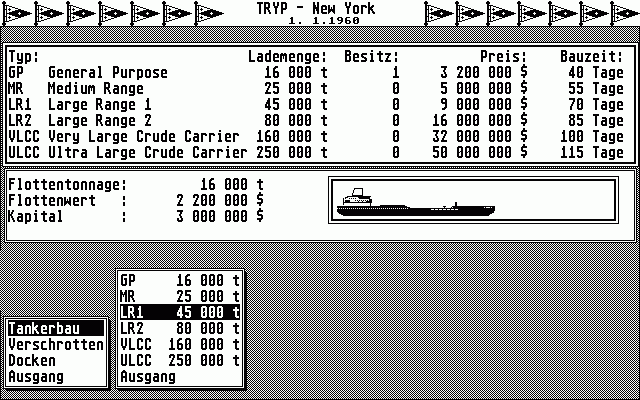 TRYP - New York
1. 1.1960
Typ: Lademenge: Besitz: Preis: Bauzeit:
GP General Purpose 16 000 t 1 3 200 000 $ 40 Tage
MR Medium Range 25 000 t 0 5 000 000 $ 55 Tage
LR1 Large Range 1 45 000 t 0 9 000 000 $ 70 Tage
LR2 Large Range 2 80 000 t 0 16 000 000 $ 85 Tage
VLCC Very Large Crude Carrier 160 000 t 0 32 000 000 $ 100 Tage
ULCC Ultra Large Crude Carrier 250 000 t 0 50 000 000 $ 115 Tage
Flottentonnage: 16 000 t
Flottenwert : 2 200 000 $
Kapital : 3 000 000 $
GP 16 000 t
MR 25 000 t
LR1 45 000 t
LR2 80 000 t
VLCC 160 000 t
ULCC 250 000 t
Ausgang
Tankerbau
Verschrotten
Docken
Ausgang